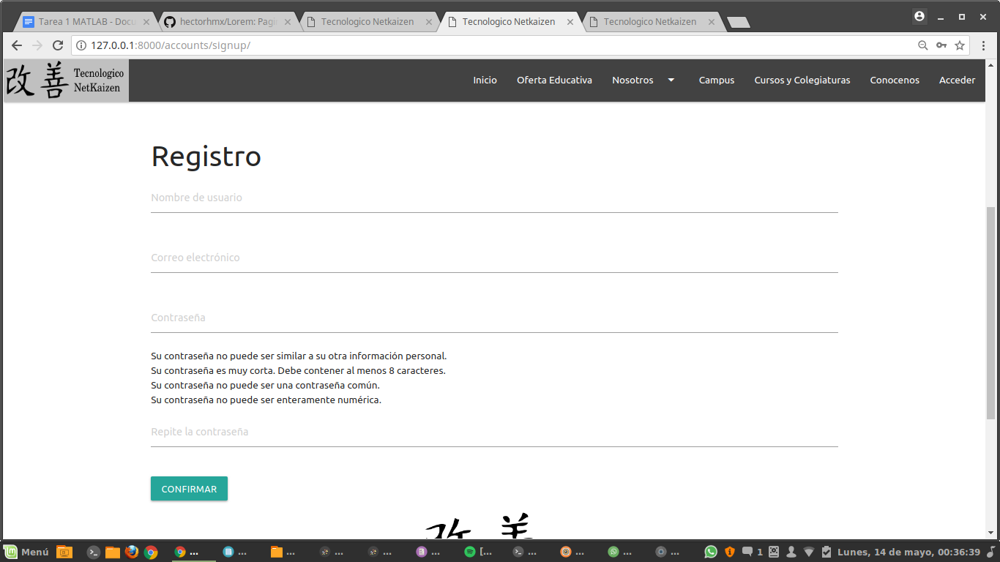 Tarea 1 MATLAB - Docu
hectorhmx/Lorem: Pagi
Tecnologico Netkaizen
Tecnologico Netkaizen
Tecnologico Netkaizen
127.0.0.1:8000/accounts/signup/
改善 Tecnologico
NetKaizen
Inicio
Oferta Educativa
Nosotros
Campus
Cursos y Colegiaturas
Conocenos
Acceder
Registro
Nombre de usuario
Correo electrónico
Contraseña
Su contraseña no puede ser similar a su otra información personal.
Su contraseña es muy corta. Debe contener al menos 8 caracteres.
Su contraseña no puede ser una contraseña común.
Su contraseña no puede ser enteramente numérica.
Repite la contraseña
CONFIRMAR
Menú
...
...
...
...
...
...
[...
...
...
...
...
1
Lunes, 14 de mayo, 00:36:39